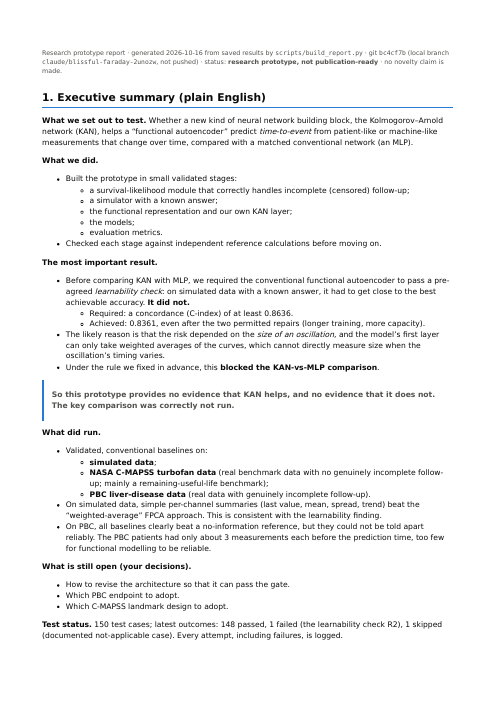 Research prototype report · generated 2026-10-16 from saved results by scripts/build_report.py · git bc4cf7b (local branch
claude/blissful-faraday-2unozw, not pushed) · status: research prototype, not publication-ready · no novelty claim is
made.
1. Executive summary (plain English)
What we set out to test. Whether a new kind of neural network building block, the Kolmogorov–Arnold
network (KAN), helps a “functional autoencoder” predict time-to-event from patient-like or machine-like
measurements that change over time, compared with a matched conventional network (an MLP).
What we did.
• Built the prototype in small validated stages:
◦ a survival-likelihood module that correctly handles incomplete (censored) follow-up;
◦ a simulator with a known answer;
◦ the functional representation and our own KAN layer;
◦ the models;
◦ evaluation metrics.
• Checked each stage against independent reference calculations before moving on.
The most important result.
• Before comparing KAN with MLP, we required the conventional functional autoencoder to pass a pre-
agreed learnability check: on simulated data with a known answer, it had to get close to the best
achievable accuracy. It did not.
◦ Required: a concordance (C-index) of at least 0.8636.
◦ Achieved: 0.8361, even after the two permitted repairs (longer training, more capacity).
• The likely reason is that the risk depended on the size of an oscillation, and the model’s first layer
can only take weighted averages of the curves, which cannot directly measure size when the
oscillation’s timing varies.
• Under the rule we fixed in advance, this blocked the KAN-vs-MLP comparison.
So this prototype provides no evidence that KAN helps, and no evidence that it does not.
The key comparison was correctly not run.
What did run.
• Validated, conventional baselines on:
◦ simulated data;
◦ NASA C-MAPSS turbofan data (real benchmark data with no genuinely incomplete follow-
up; mainly a remaining-useful-life benchmark);
◦ PBC liver-disease data (real data with genuinely incomplete follow-up).
• On simulated data, simple per-channel summaries (last value, mean, spread, trend) beat the
“weighted-average” FPCA approach. This is consistent with the learnability finding.
• On PBC, all baselines clearly beat a no-information reference, but they could not be told apart
reliably. The PBC patients had only about 3 measurements each before the prediction time, too few
for functional modelling to be reliable.
What is still open (your decisions).
• How to revise the architecture so that it can pass the gate.
• Which PBC endpoint to adopt.
• Which C-MAPSS landmark design to adopt.
Test status. 150 test cases; latest outcomes: 148 passed, 1 failed (the learnability check R2), 1 skipped
(documented not-applicable case). Every attempt, including failures, is logged.